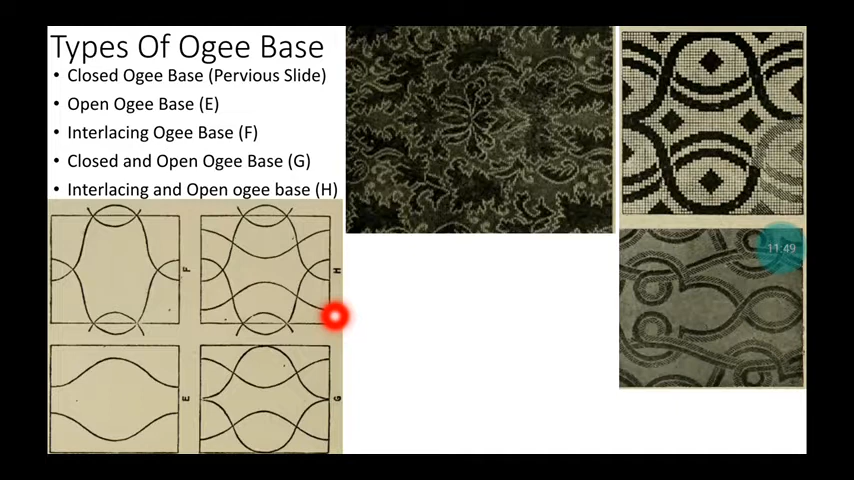 Types Of Ogee Base
• Closed Ogee Base (Pervious Slide)
• Open Ogee Base (E)
• Interlacing Ogee Base (F)
• Closed and Open Ogee Base (G)
• Interlacing and Open ogee base (H)
F
H
E
G
11:49